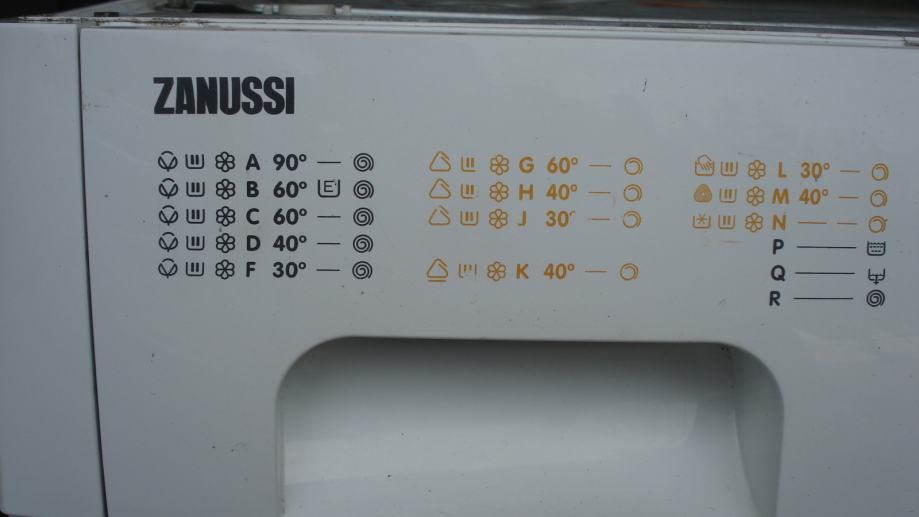 ZANUSSI
A 90°
B 60° E
C 60°
D 40°
F 30°
G 60°
H 40°
J 30°
K 40°
L 30°
M 40°
N
P
Q
R